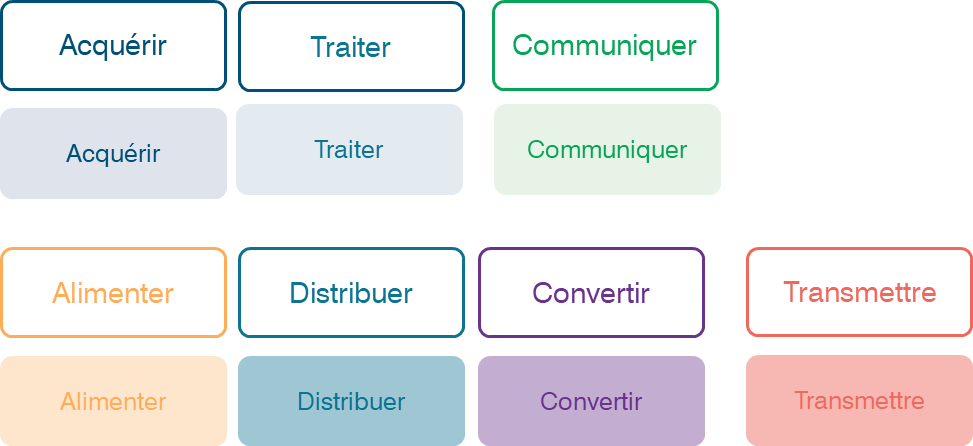 Acquérir
Traiter
Communiquer
Acquérir
Traiter
Communiquer
Alimenter
Distribuer
Convertir
Transmettre
Alimenter
Distribuer
Convertir
Transmettre